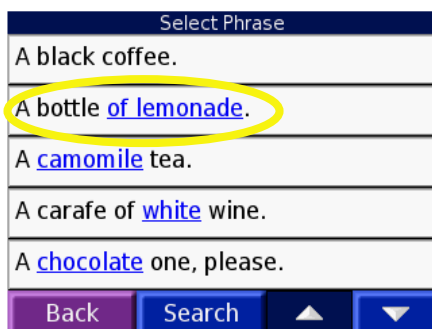 Select Phrase
A black coffee.
A bottle of lemonade.
A camomile tea.
A carafe of white wine.
A chocolate one, please.
Back Search